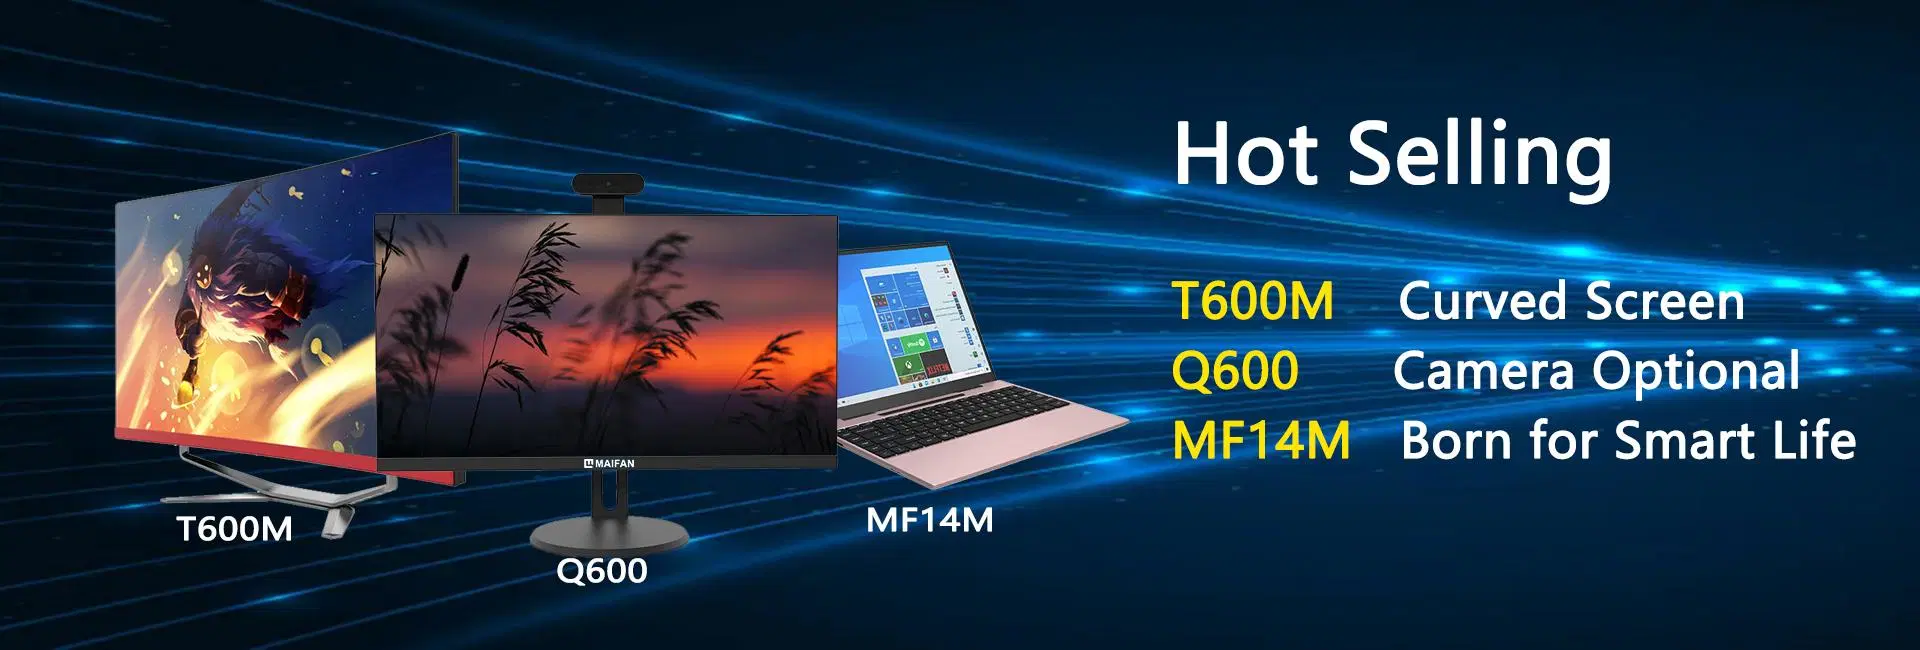 Hot Selling
T600M Curved Screen
Q600 Camera Optional
MF14M Born for Smart Life
MAIFAN
T600M
Q600
MF14M